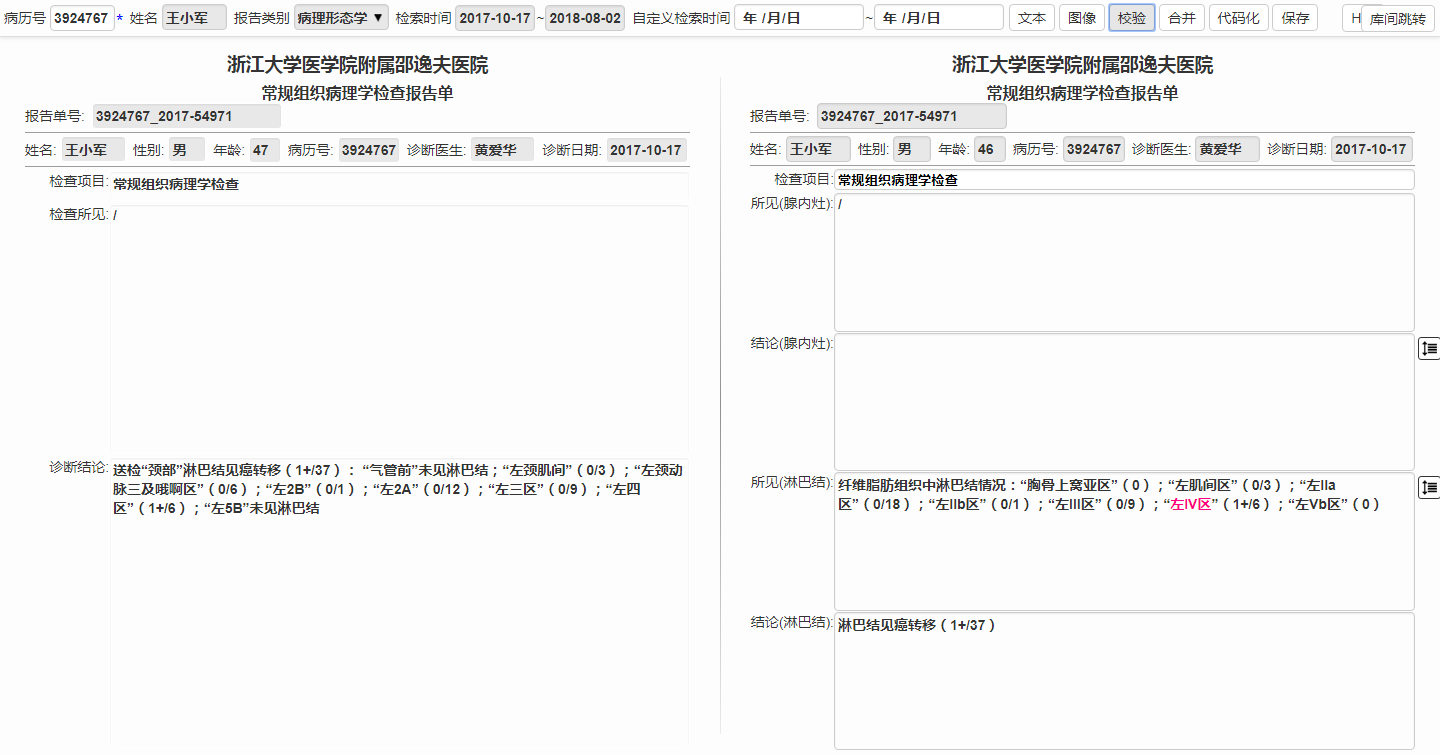 病历号 3924767 * 姓名 王小军 报告类别 病理形态学 ▼ 检索时间 2017-10-17 ~ 2018-08-02 自定义检索时间 年 /月/日 ~ 年 /月/日 文本 图像 校验 合并 代码化 保存 H 库间跳转
浙江大学医学院附属邵逸夫医院
常规组织病理学检查报告单
报告单号: 3924767_2017-54971
姓名: 王小军 性别: 男 年龄: 47 病历号: 3924767 诊断医生: 黄爱华 诊断日期: 2017-10-17
检查项目: 常规组织病理学检查
检查所见: /
诊断结论: 送检“颈部”淋巴结见癌转移（1+/37）： “气管前”未见淋巴结；“左颈肌间”（0/3）；“左颈动
脉三及哦啊区”（0/6）；“左2B”（0/1）；“左2A”（0/12）；“左三区”（0/9）；“左四
区”（1+/6）；“左5B”未见淋巴结
浙江大学医学院附属邵逸夫医院
常规组织病理学检查报告单
报告单号: 3924767_2017-54971
姓名: 王小军 性别: 男 年龄: 46 病历号: 3924767 诊断医生: 黄爱华 诊断日期: 2017-10-17
检查项目: 常规组织病理学检查
所见(腺内灶): /
结论(腺内灶):
所见(淋巴结): 纤维脂肪组织中淋巴结情况：“胸骨上窝亚区”（0）；“左肌间区”（0/3）；“左IIa
区”（0/18）；“左IIb区”（0/1）；“左III区”（0/9）；“左IV区”（1+/6）；“左Vb区”（0）
结论(淋巴结): 淋巴结见癌转移（1+/37）